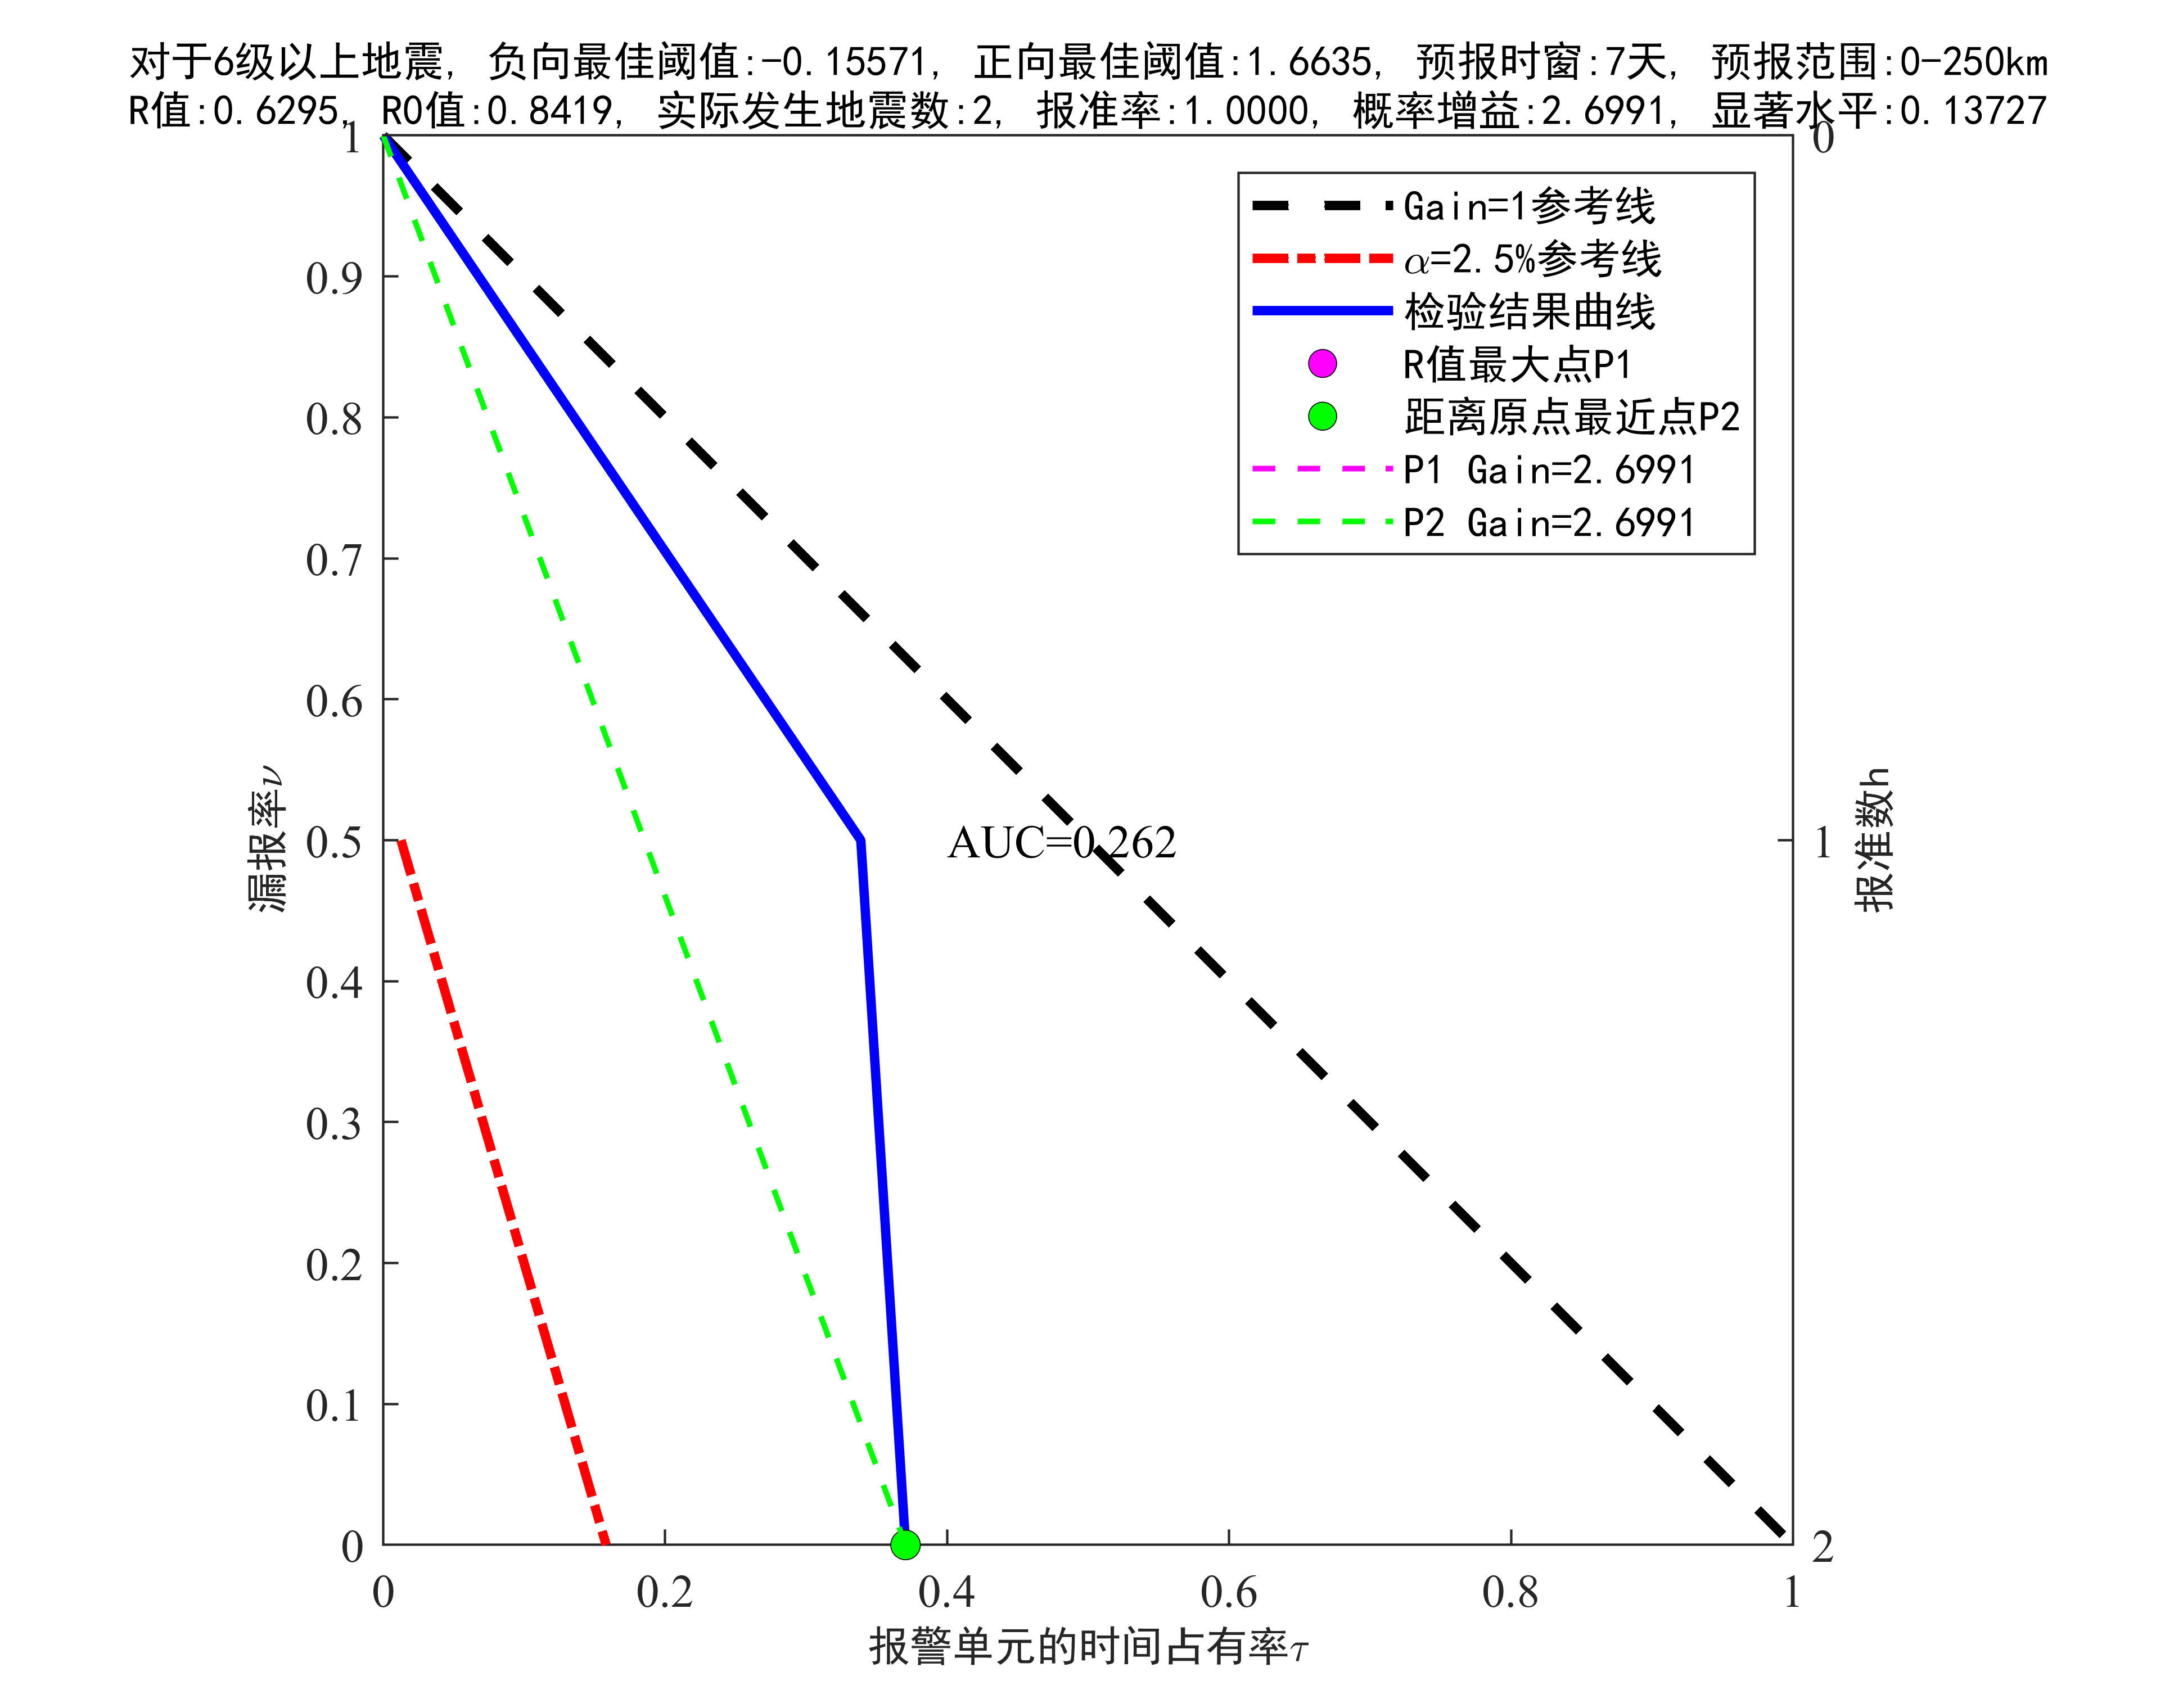 对于6级以上地震, 负向最佳阈值:-0.15571, 正向最佳阈值:1.6635, 预报时窗:7天, 预报范围:0-250km
R值:0.6295, R0值:0.8419, 实际发生地震数:2, 报准率:1.0000, 概率增益:2.6991, 显著水平:0.13727
Gain=1参考线
α=2.5%参考线
检验结果曲线
R值最大点P1
距离原点最近点P2
P1 Gain=2.6991
P2 Gain=2.6991
AUC=0.262
漏报率ν
1
0.9
0.8
0.7
0.6
0.5
0.4
0.3
0.2
0.1
0
报准数h
0
1
2
0 0.2 0.4 0.6 0.8 1
报警单元的时间占有率τ